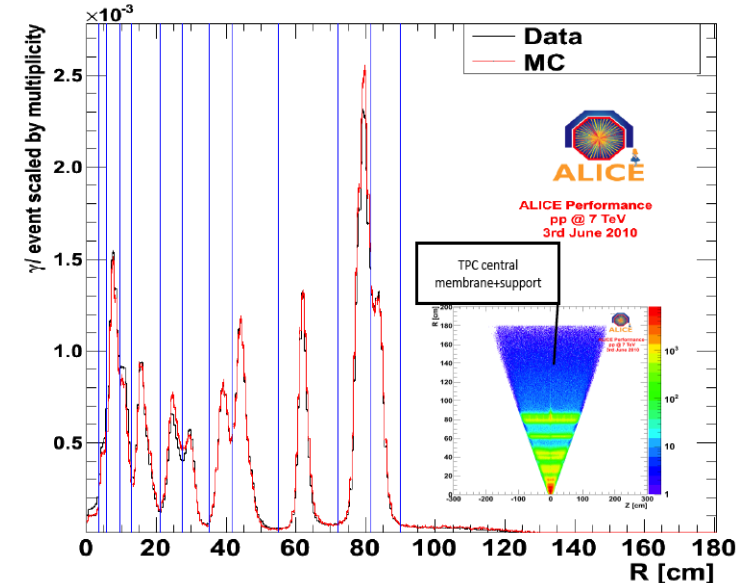 ×10⁻³
Data
MC
2.5
2.0
1.5
1.0
0.5
γ/ event scaled by multiplicity
ALICE
ALICE Performance
pp @ 7 TeV
3rd June 2010
TPC central
membrane+support
R [cm]
200
180
160
140
120
100
80
60
40
20
0
-300 -200 -100 0 100 200 300
Z [cm]
ALICE Performance
pp @ 7 TeV
3rd June 2010
10³
10²
10
1
0 20 40 60 80 100 120 140 160 180
R [cm]